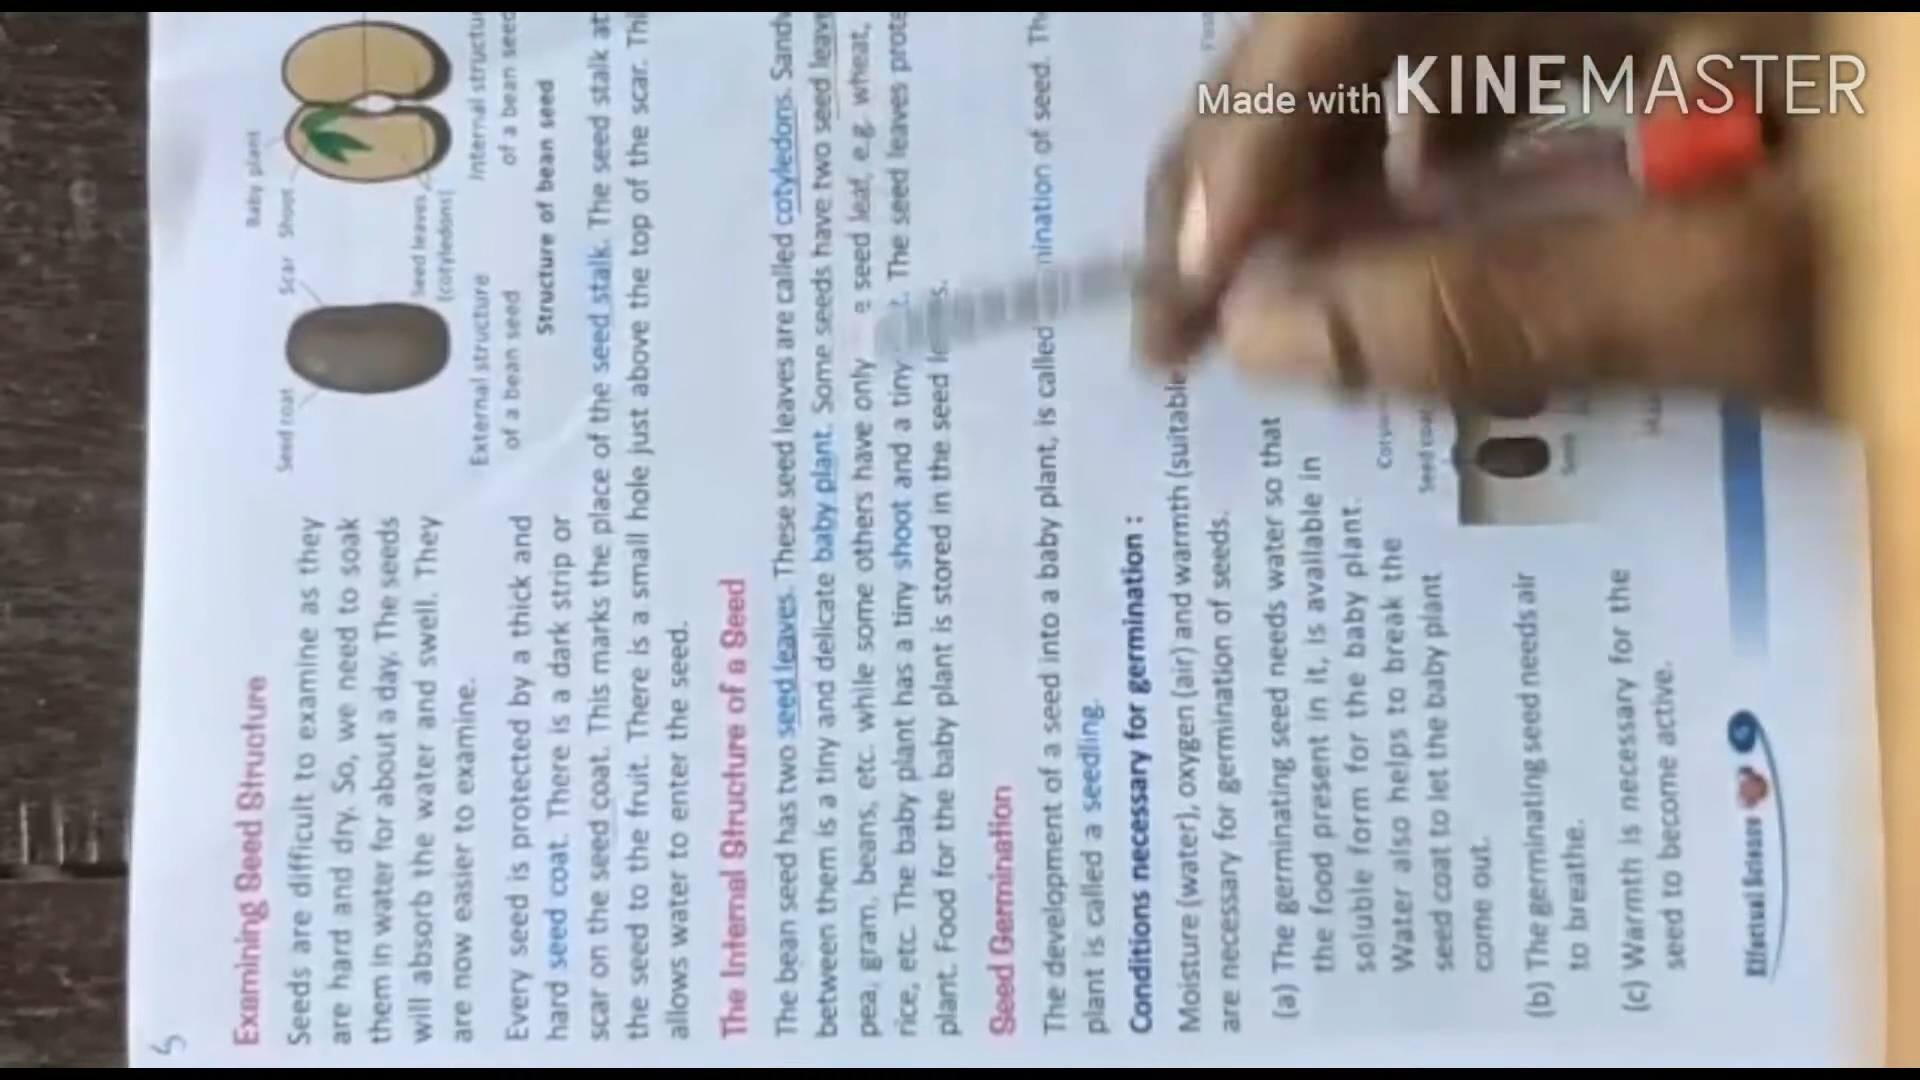 Made with KINEMASTER
5
Examining Seed Structure
Seeds are difficult to examine as they
are hard and dry. So, we need to soak
them in water for about a day. The seeds
will absorb the water and swell. They
are now easier to examine.
Every seed is protected by a thick and
hard seed coat. There is a dark strip or
scar on the seed coat. This marks the place of the seed stalk. The seed stalk
the seed to the fruit. There is a small hole just above the top of the scar.
allows water to enter the seed.
Seed coat
Scar
Shoot
Baby plant
Seed leaves
(cotyledons)
External structure
of a bean seed
Internal
of a bean seed
Structure of bean seed
The Internal Structure of a Seed
The bean seed has two seed leaves. These seed leaves are called cotyledons.
between them is a tiny and delicate baby plant. Some seeds have two seed
pea, gram, beans, etc. while some others have only seed leaf, e.g. wheat,
rice, etc. The baby plant has a tiny shoot and a tiny The seed leaves
plant. Food for the baby plant is stored in the seed
Seed Germination
The development of a seed into a baby plant, is called of seed.
plant is called a seedling.
Conditions necessary for germination :
Moisture (water), oxygen (air) and warmth (suitable
are necessary for germination of seeds.
(a) The germinating seed needs water so that
the food present in it, is available in
soluble form for the baby plant.
Water also helps to break the
seed coat to let the baby plant
come out.
(b) The germinating seed needs air
to breathe.
(c) Warmth is necessary for the
seed to become active.
Seed coat
Seed
Effectual Science
5